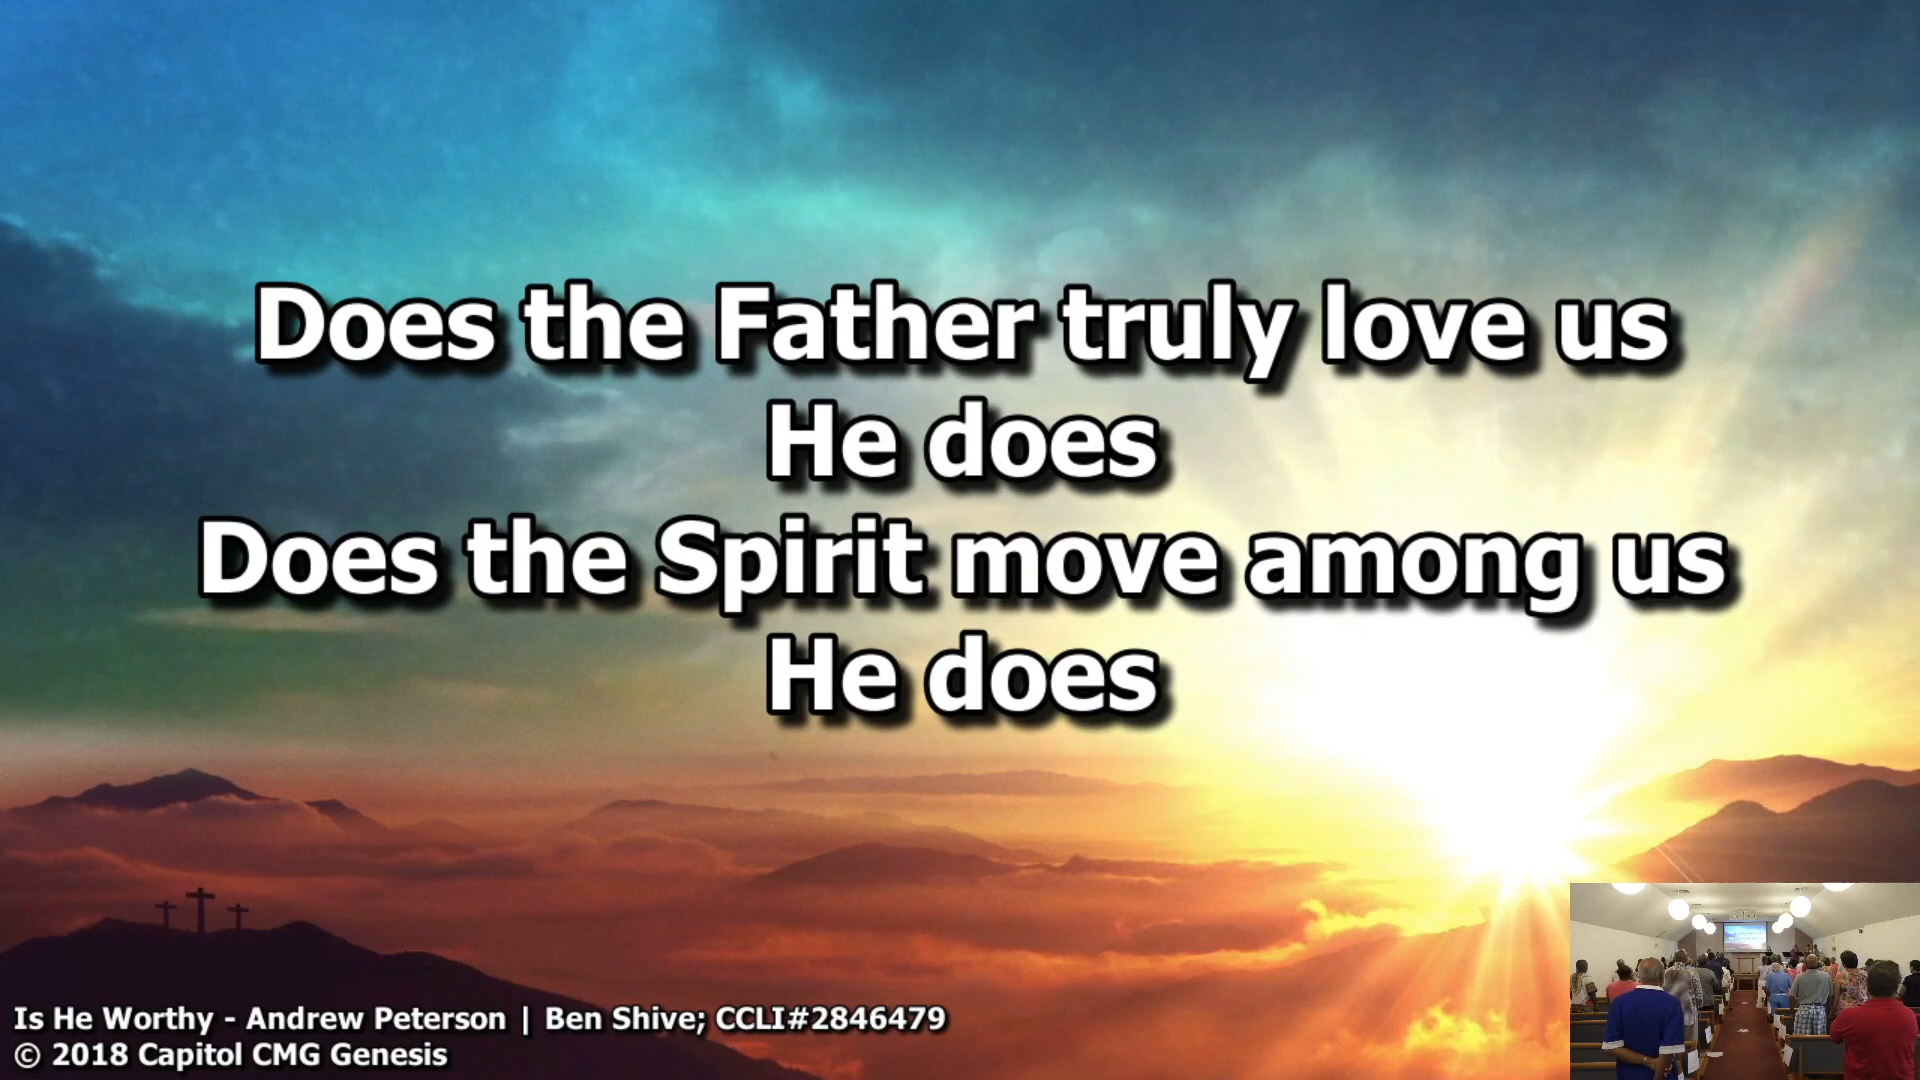 Does the Father truly love us
He does
Does the Spirit move among us
He does
Is He Worthy - Andrew Peterson | Ben Shive; CCLI#2846479
© 2018 Capitol CMG Genesis